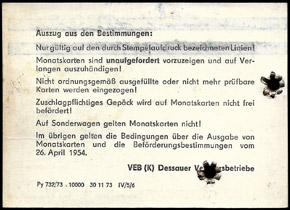 Auszug aus den Bestimmungen:
Nur gültig auf den durch Stempelaufdruck bezeichneten Linien!
Monatskarten sind unaufgefordert vorzuzeigen und auf Ver-
langen auszuhändigen!
Nicht ordnungsgemäß ausgefüllte oder nicht mehr prüfbare
Karten werden eingezogen!
Zuschlagpflichtiges Gepäck wird auf Monatskarten nicht frei
befördert!
Auf Sonderwagen gelten Monatskarten nicht!
Im übrigen gelten die Bedingungen über die Ausgabe von
Monatskarten und die Beförderungsbestimmungen vom
26. April 1954.
VEB (K) Dessauer V sbetriebe
Py 732/73 . 10000 30 11 73 IV/5/6